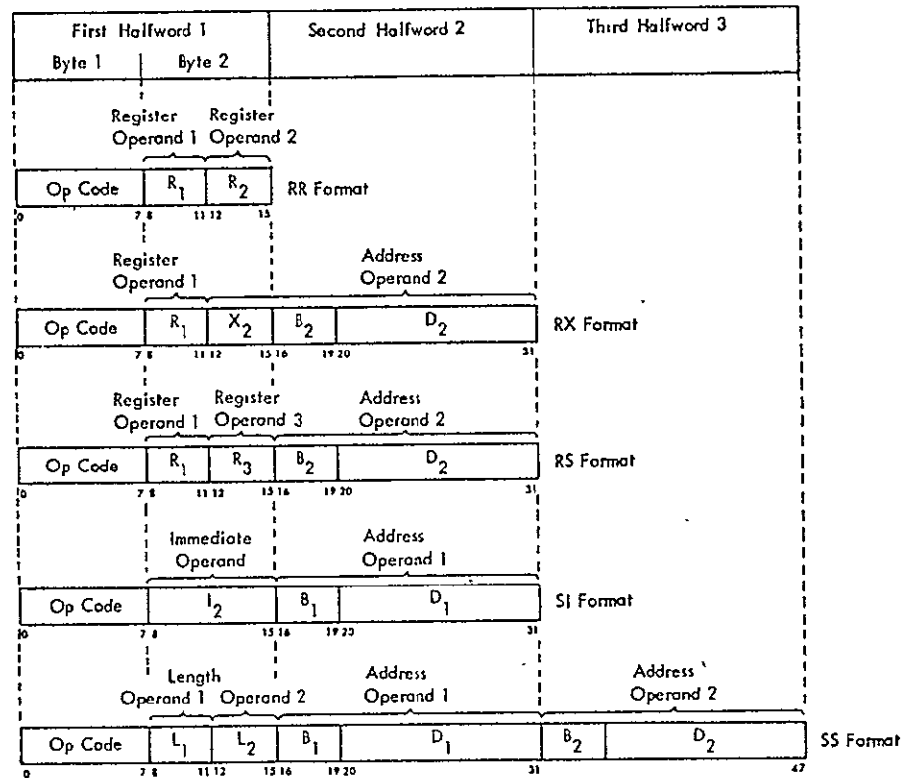 First Halfword 1 Second Halfword 2 Third Halfword 3
Byte 1 Byte 2
Register Register
Operand 1 Operand 2
Op Code R1 R2 RR Format
0 7 8 11 12 15
Register Address
Operand 1 Operand 2
Op Code R1 X2 B2 D2 RX Format
0 7 8 11 12 15 16 19 20 31
Register Register Address
Operand 1 Operand 3 Operand 2
Op Code R1 R3 B2 D2 RS Format
0 7 8 11 12 15 16 19 20 31
Immediate Address
Operand Operand 1
Op Code I2 B1 D1 SI Format
0 7 8 15 16 19 20 31
Length Address Address
Operand 1 Operand 2 Operand 1 Operand 2
Op Code L1 L2 B1 D1 B2 D2 SS Format
0 7 8 11 12 15 16 19 20 31 47